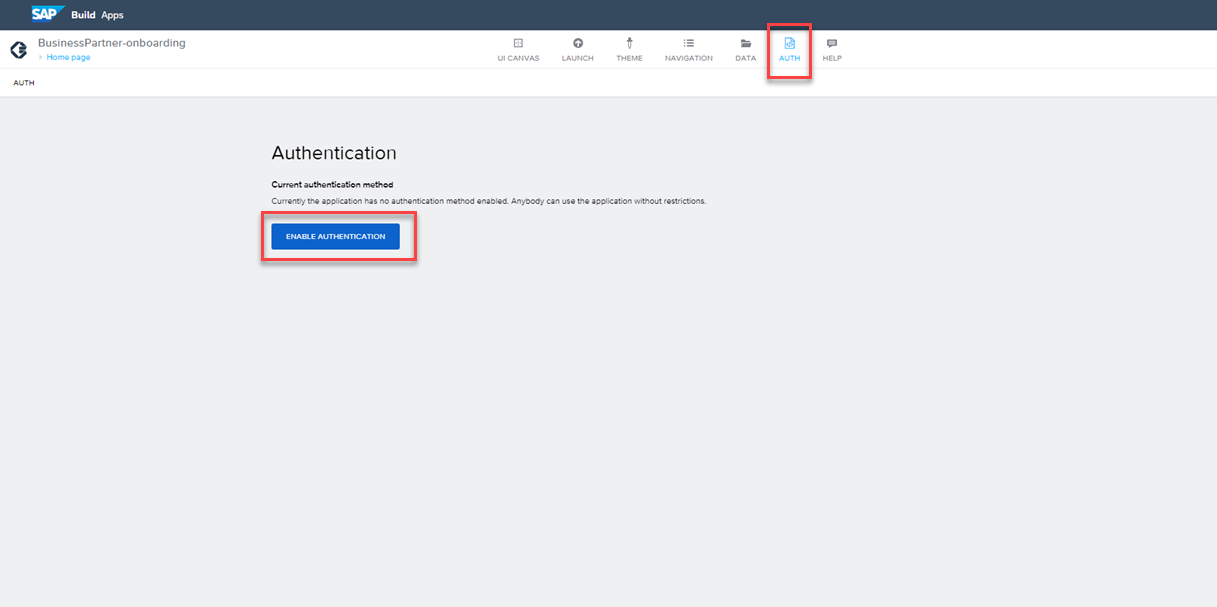 SAP Build Apps
BusinessPartner-onboarding
› Home page
UI CANVAS
LAUNCH
THEME
NAVIGATION
DATA
AUTH
HELP
AUTH
Authentication
Current authentication method
Currently the application has no authentication method enabled. Anybody can use the application without restrictions.
ENABLE AUTHENTICATION